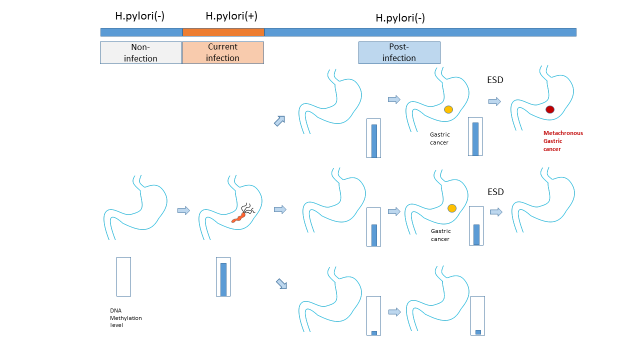 H.pylori(-)
H.pylori(+)
H.pylori(-)
Non-
infection
Current
infection
Post-
infection
ESD
Gastric
cancer
Metachronous
Gastric
cancer
ESD
Gastric
cancer
DNA
Methylation
level